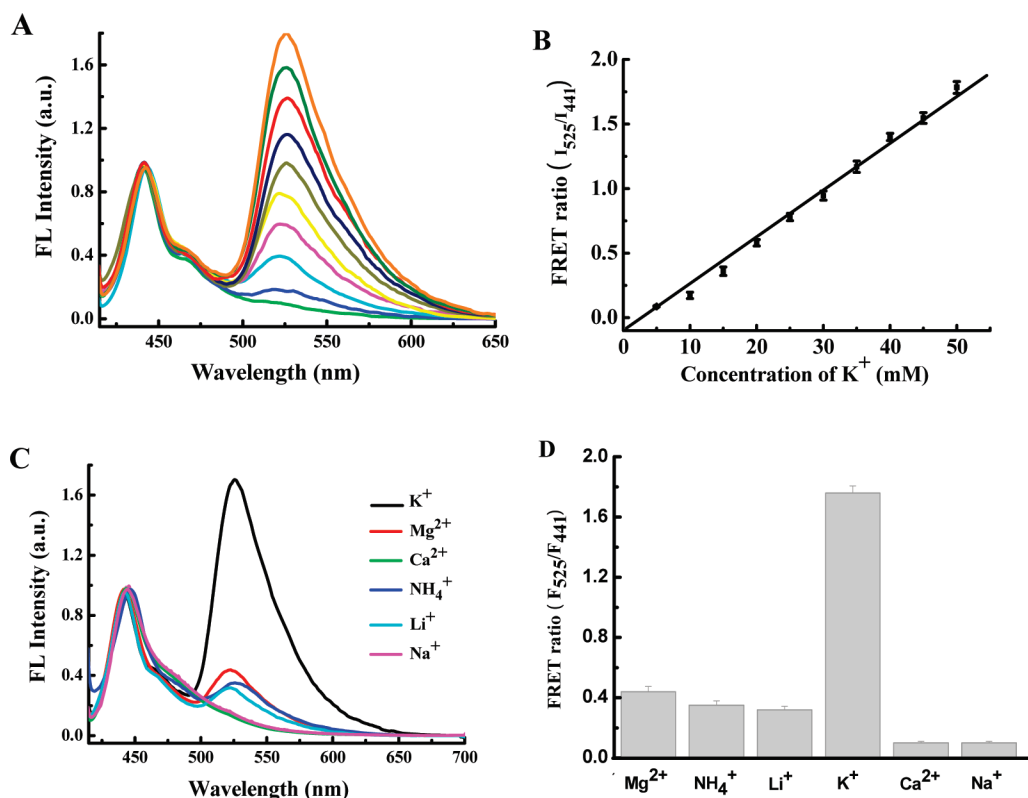 A
FL Intensity (a.u.)
1.6
1.2
0.8
0.4
0.0
450 500 550 600 650
Wavelength (nm)
B
FRET ratio ( I525/I441)
2.0
1.5
1.0
0.5
0.0
0 10 20 30 40 50
Concentration of K+ (mM)
C
FL Intensity (a.u.)
1.6
1.2
0.8
0.4
0.0
K+
Mg2+
Ca2+
NH4+
Li+
Na+
450 500 550 600 650 700
Wavelength (nm)
D
FRET ratio ( F525/F441)
2.0
1.6
1.2
0.8
0.4
0.0
Mg2+ NH4+ Li+ K+ Ca2+ Na+